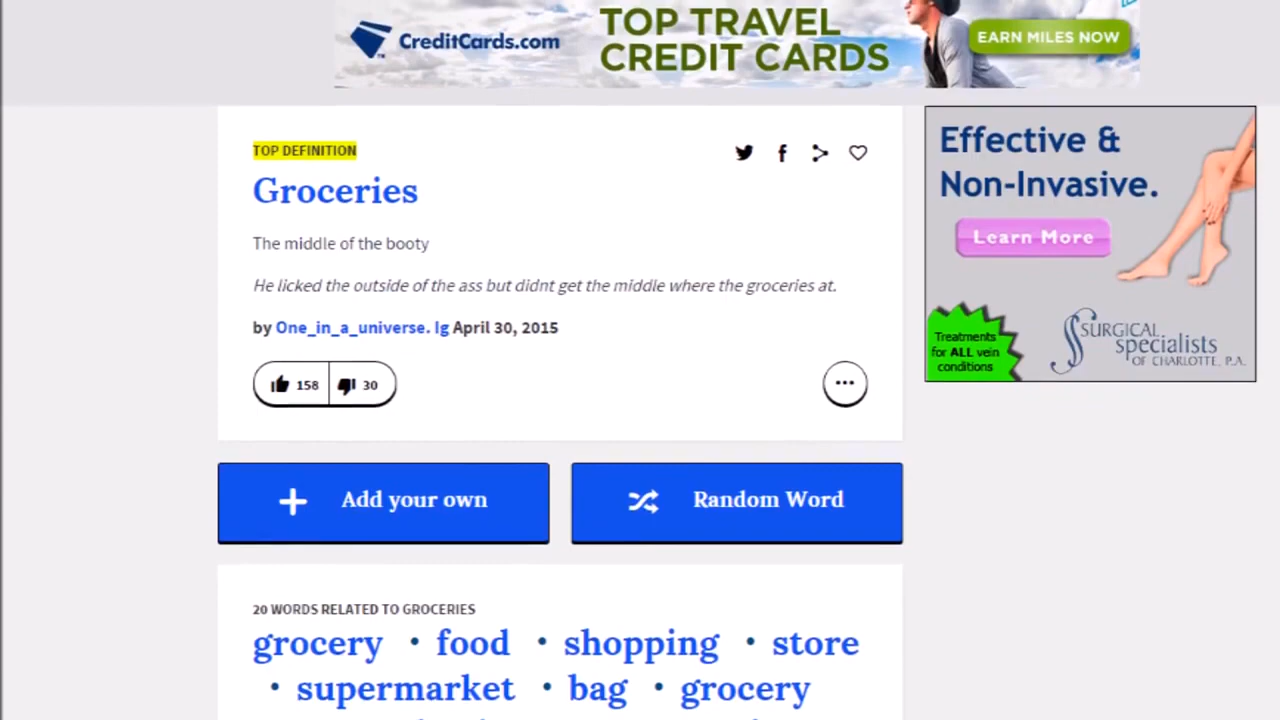 CreditCards.com
TOP TRAVEL
CREDIT CARDS
EARN MILES NOW
TOP DEFINITION
Groceries
The middle of the booty
He licked the outside of the ass but didnt get the middle where the groceries at.
by One_in_a_universe. Ig April 30, 2015
158 30
Add your own
Random Word
20 WORDS RELATED TO GROCERIES
grocery • food • shopping • store
• supermarket • bag • grocery
Effective &
Non-Invasive.
Learn More
Treatments
for ALL vein
conditions
SURGICAL
specialists
OF CHARLOTTE, P.A.